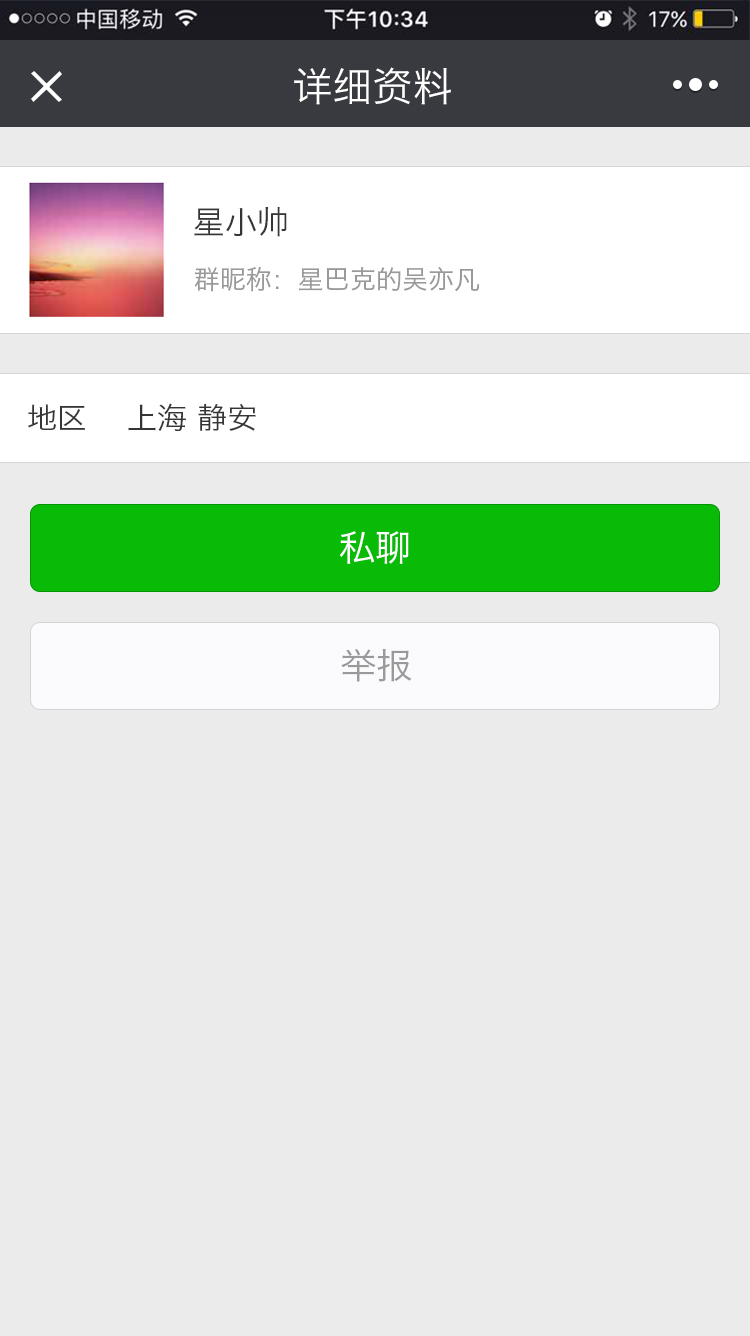 中国移动 下午10:34 17%
详细资料
星小帅
群昵称：星巴克的吴亦凡
地区 上海 静安
私聊
举报